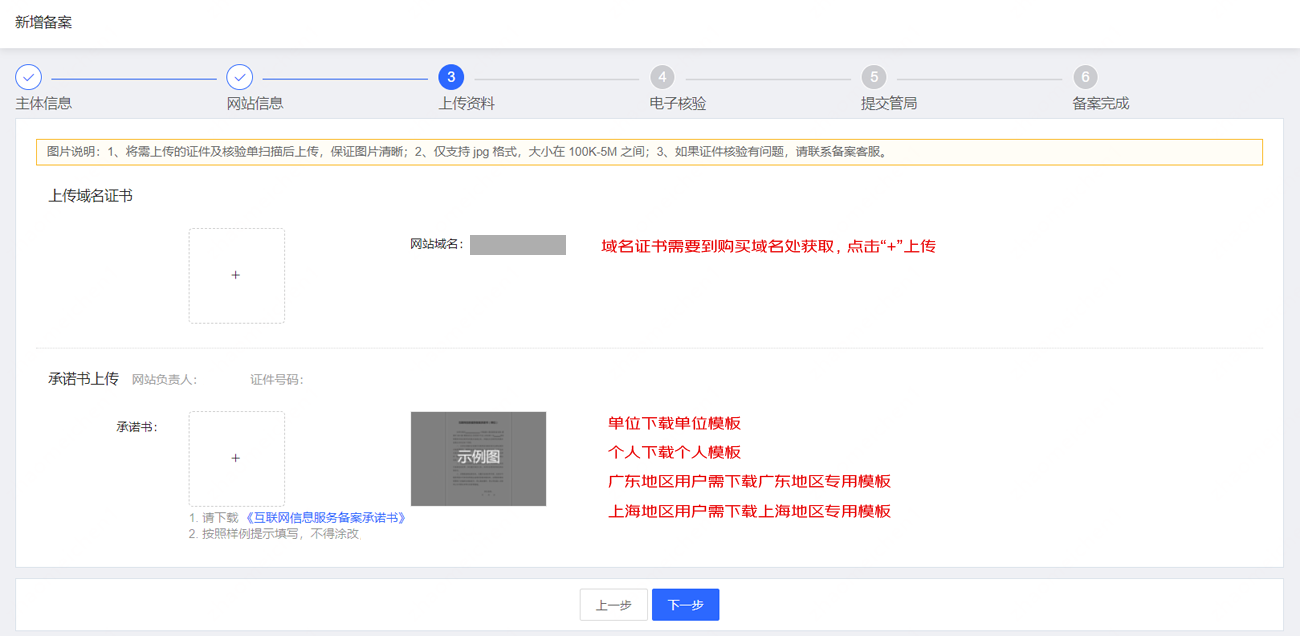 新增备案
3
4
5
6
主体信息
网站信息
上传资料
电子核验
提交管局
备案完成
图片说明：1、将需上传的证件及核验单扫描后上传，保证图片清晰；2、仅支持 jpg 格式，大小在 100K-5M 之间；3、如果证件核验有问题，请联系备案客服。
上传域名证书
+
网站域名：
域名证书需要到购买域名处获取，点击“+”上传
承诺书上传 网站负责人： 证件号码：
承诺书：
+
示例图
单位下载单位模板
个人下载个人模板
广东地区用户需下载广东地区专用模板
上海地区用户需下载上海地区专用模板
1. 请下载 《互联网信息服务备案承诺书》
2. 按照样例提示填写，不得涂改
上一步
下一步